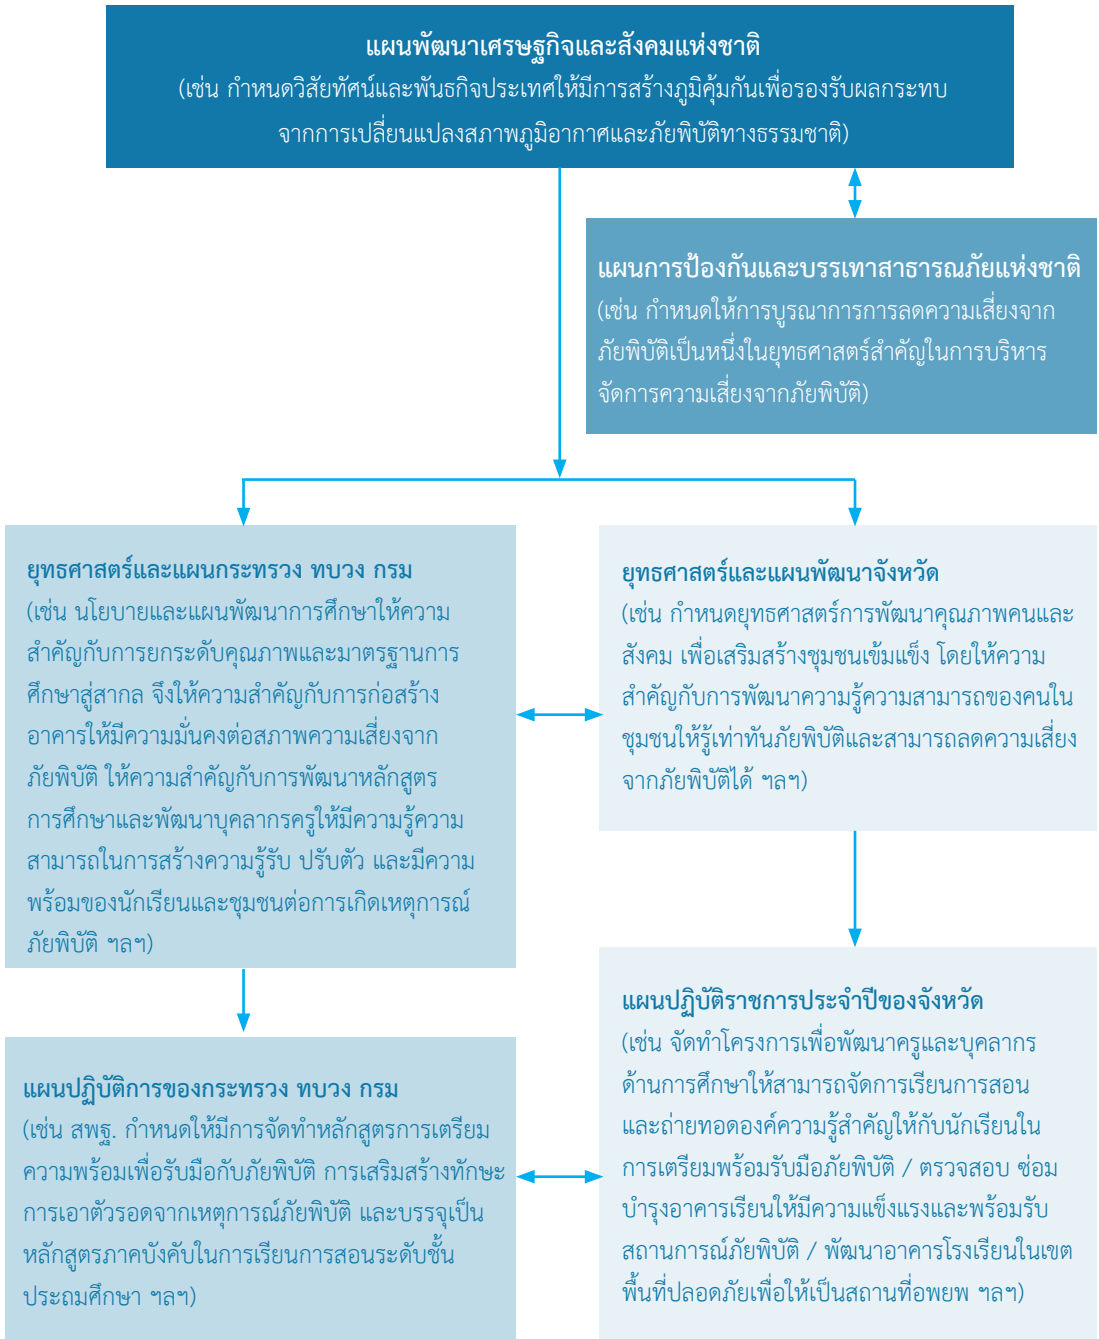 แผนพัฒนาเศรษฐกิจและสังคมแห่งชาติ
(เช่น กำหนดวิสัยทัศน์และพันธกิจประเทศให้มีการสร้างภูมิคุ้มกันเพื่อรองรับผลกระทบ
จากการเปลี่ยนแปลงสภาพภูมิอากาศและภัยพิบัติทางธรรมชาติ)
แผนการป้องกันและบรรเทาสาธารณภัยแห่งชาติ
(เช่น กำหนดให้การบูรณาการการลดความเสี่ยงจาก
ภัยพิบัติเป็นหนึ่งในยุทธศาสตร์สำคัญในการบริหาร
จัดการความเสี่ยงจากภัยพิบัติ)
ยุทธศาสตร์และแผนกระทรวง ทบวง กรม
(เช่น นโยบายและแผนพัฒนาการศึกษาให้ความ
สำคัญกับการยกระดับคุณภาพและมาตรฐานการ
ศึกษาสู่สากล จึงให้ความสำคัญกับการก่อสร้าง
อาคารให้มีความมั่นคงต่อสภาพความเสี่ยงจาก
ภัยพิบัติ ให้ความสำคัญกับการพัฒนาหลักสูตร
การศึกษาและพัฒนาบุคลากรครูให้มีความรู้ความ
สามารถในการสร้างความรู้รับ ปรับตัว และมีความ
พร้อมของนักเรียนและชุมชนต่อการเกิดเหตุการณ์
ภัยพิบัติ ฯลฯ)
ยุทธศาสตร์และแผนพัฒนาจังหวัด
(เช่น กำหนดยุทธศาสตร์การพัฒนาคุณภาพคนและ
สังคม เพื่อเสริมสร้างชุมชนเข้มแข็ง โดยให้ความ
สำคัญกับการพัฒนาความรู้ความสามารถของคนใน
ชุมชนให้รู้เท่าทันภัยพิบัติและสามารถลดความเสี่ยง
จากภัยพิบัติได้ ฯลฯ)
แผนปฏิบัติการของกระทรวง ทบวง กรม
(เช่น สพฐ. กำหนดให้มีการจัดทำหลักสูตรการเตรียม
ความพร้อมเพื่อรับมือกับภัยพิบัติ การเสริมสร้างทักษะ
การเอาตัวรอดจากเหตุการณ์ภัยพิบัติ และบรรจุเป็น
หลักสูตรภาคบังคับในการเรียนการสอนระดับชั้น
ประถมศึกษา ฯลฯ)
แผนปฏิบัติราชการประจำปีของจังหวัด
(เช่น จัดทำโครงการเพื่อพัฒนาครูและบุคลากร
ด้านการศึกษาให้สามารถจัดการเรียนการสอน
และถ่ายทอดองค์ความรู้สำคัญให้กับนักเรียนใน
การเตรียมพร้อมรับมือภัยพิบัติ / ตรวจสอบ ซ่อม
บำรุงอาคารเรียนให้มีความแข็งแรงและพร้อมรับ
สถานการณ์ภัยพิบัติ / พัฒนาอาคารโรงเรียนในเขต
พื้นที่ปลอดภัยเพื่อให้เป็นสถานที่อพยพ ฯลฯ)